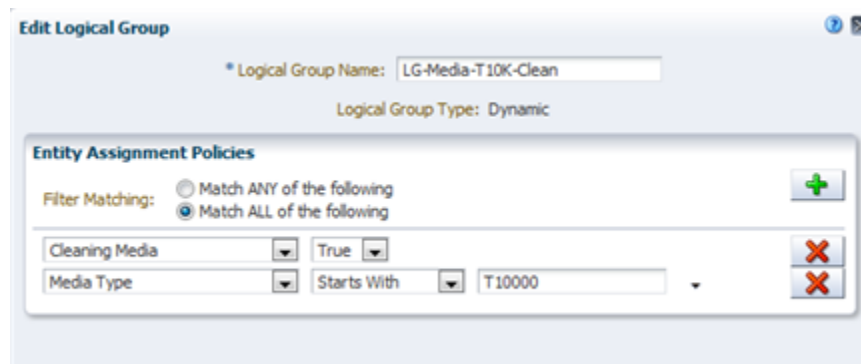 Edit Logical Group
* Logical Group Name: LG-Media-T10K-Clean
Logical Group Type: Dynamic
Entity Assignment Policies
Filter Matching:
Match ANY of the following
Match ALL of the following
Cleaning Media True
Media Type Starts With T10000